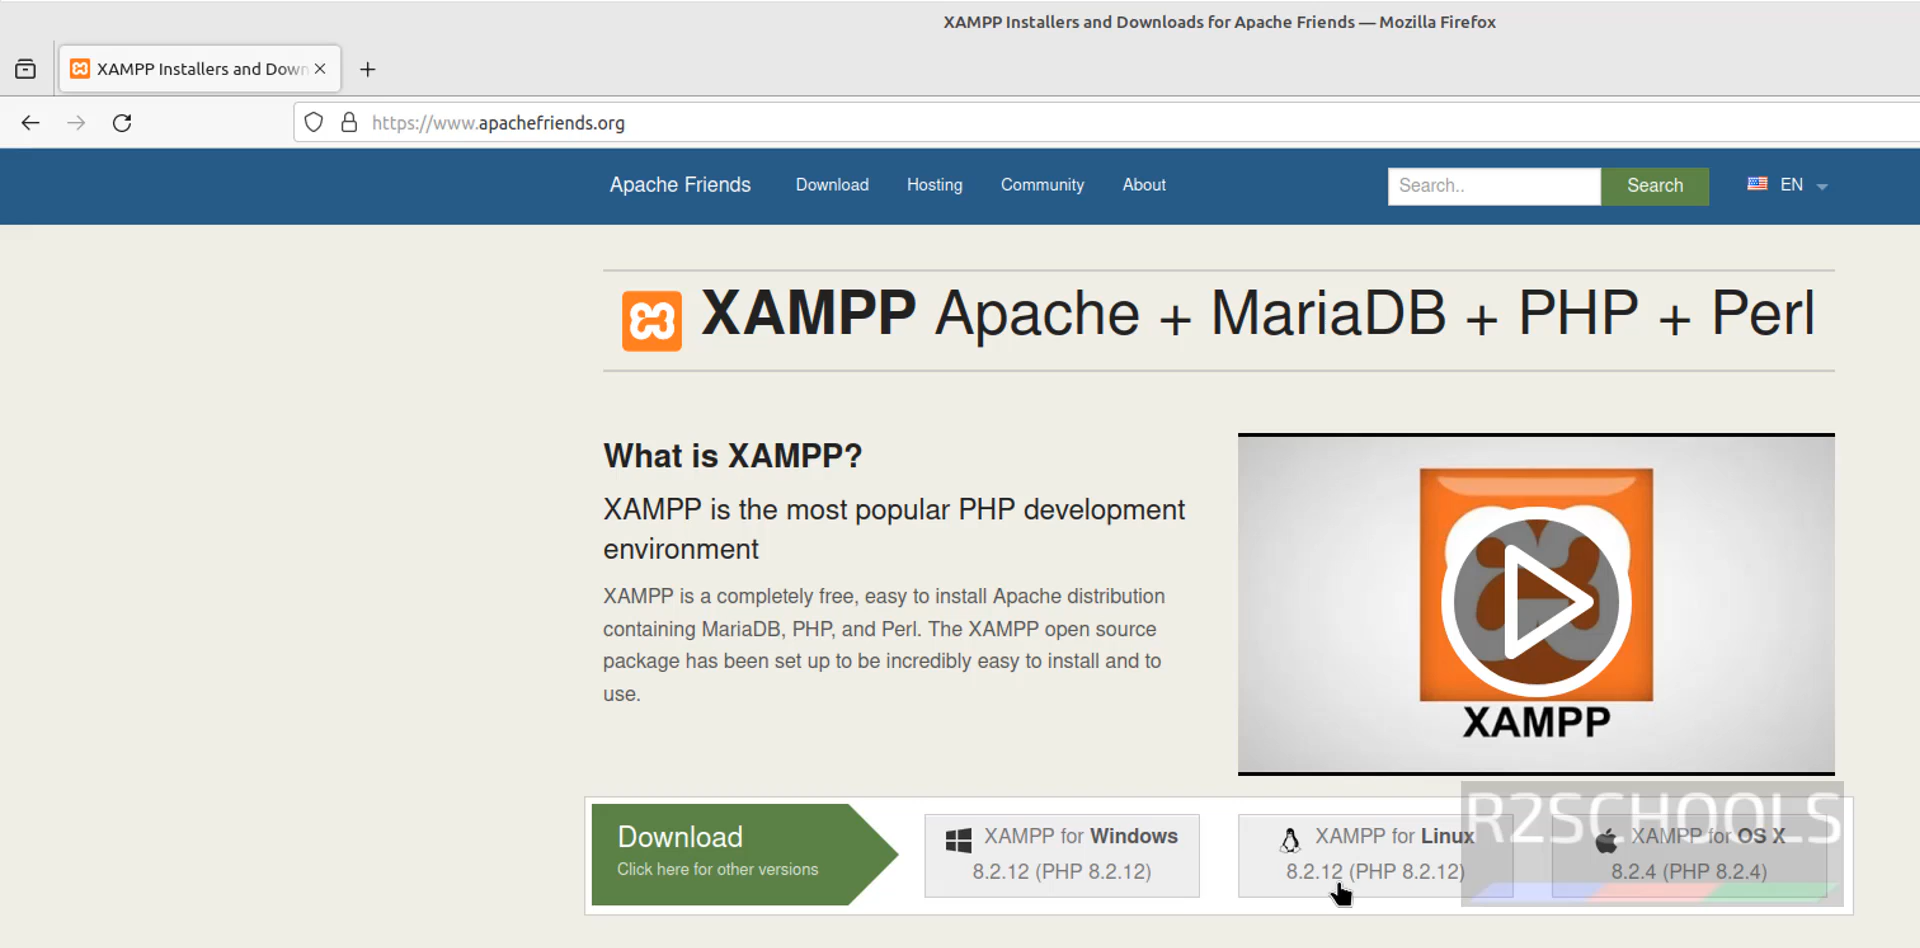 XAMPP Installers and Downloads for Apache Friends — Mozilla Firefox
XAMPP Installers and Down
https://www.apachefriends.org
Apache Friends Download Hosting Community About Search.. Search EN
XAMPP Apache + MariaDB + PHP + Perl
What is XAMPP?
XAMPP is the most popular PHP development
environment
XAMPP is a completely free, easy to install Apache distribution
containing MariaDB, PHP, and Perl. The XAMPP open source
package has been set up to be incredibly easy to install and to
use.
XAMPP
Download
Click here for other versions
XAMPP for Windows
8.2.12 (PHP 8.2.12)
XAMPP for Linux
8.2.12 (PHP 8.2.12)
XAMPP for OS X
8.2.4 (PHP 8.2.4)
R2SCHOOLS